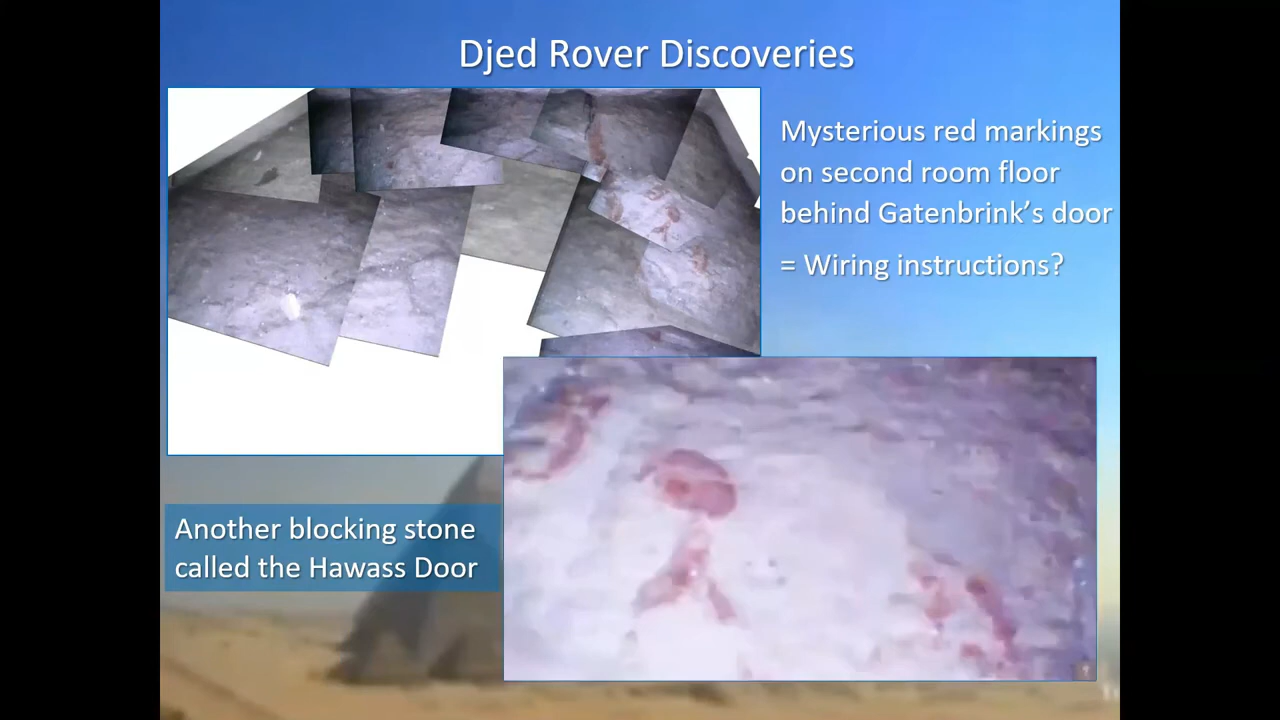 Djed Rover Discoveries
Mysterious red markings
on second room floor
behind Gatenbrink’s door
= Wiring instructions?
Another blocking stone
called the Hawass Door